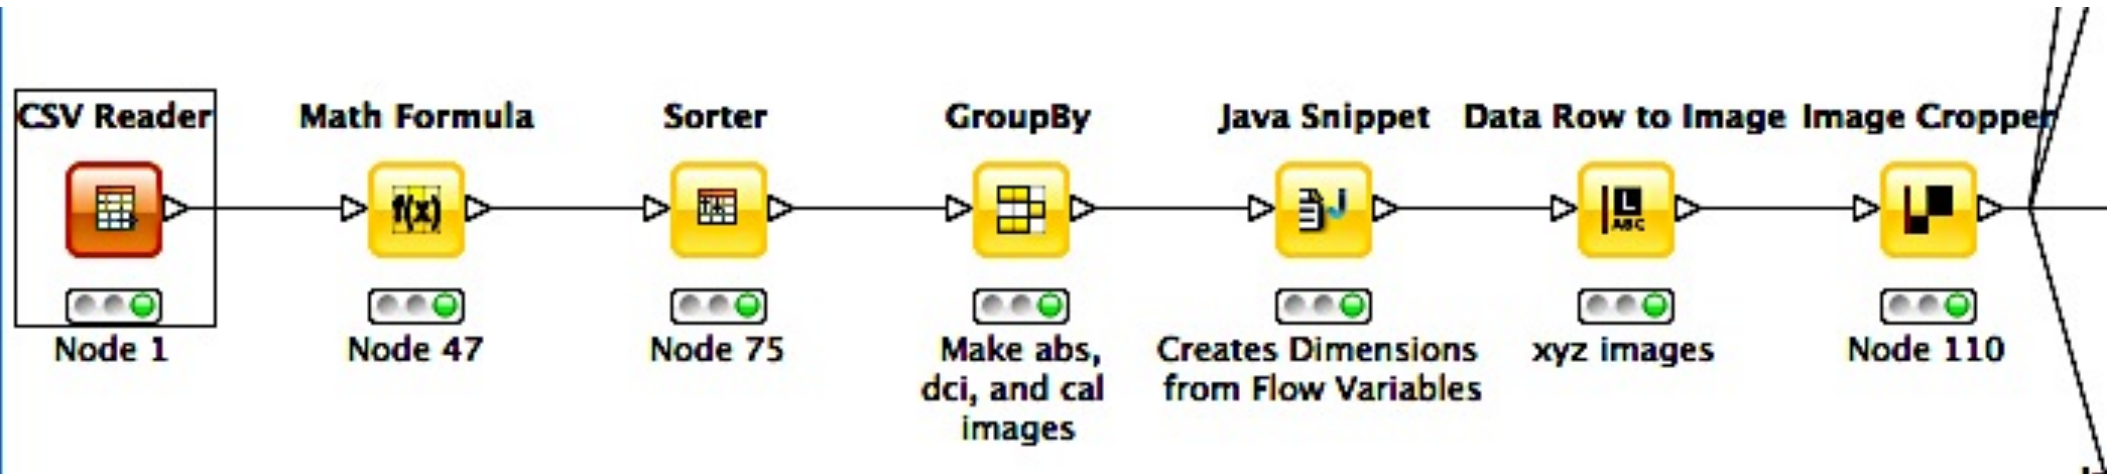 CSV Reader
Math Formula
Sorter
GroupBy
Java Snippet
Data Row to Image
Image Cropper
f(x)
L
ABC
Node 1
Node 47
Node 75
Make abs,
dci, and cal
images
Creates Dimensions
from Flow Variables
xyz images
Node 110